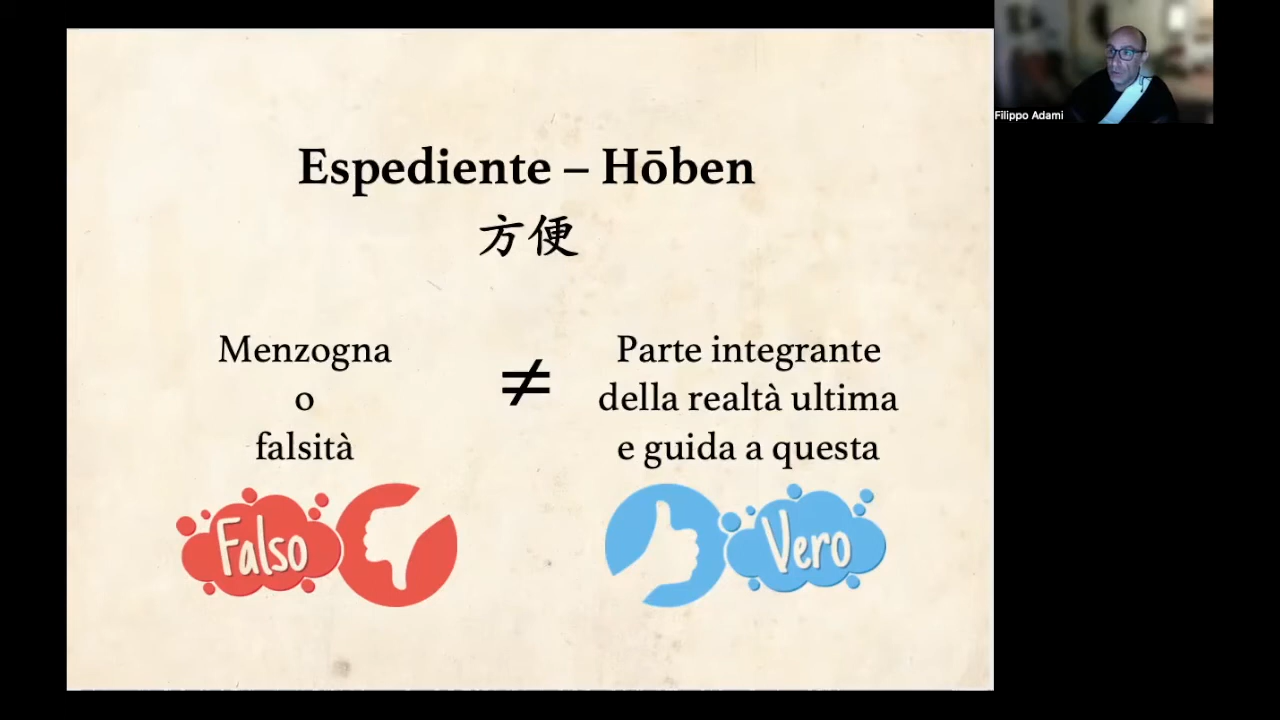 Espediente – Hōben
方便
Menzogna
o
falsità
≠
Parte integrante
della realtà ultima
e guida a questa
Falso
Vero
Filippo Adami